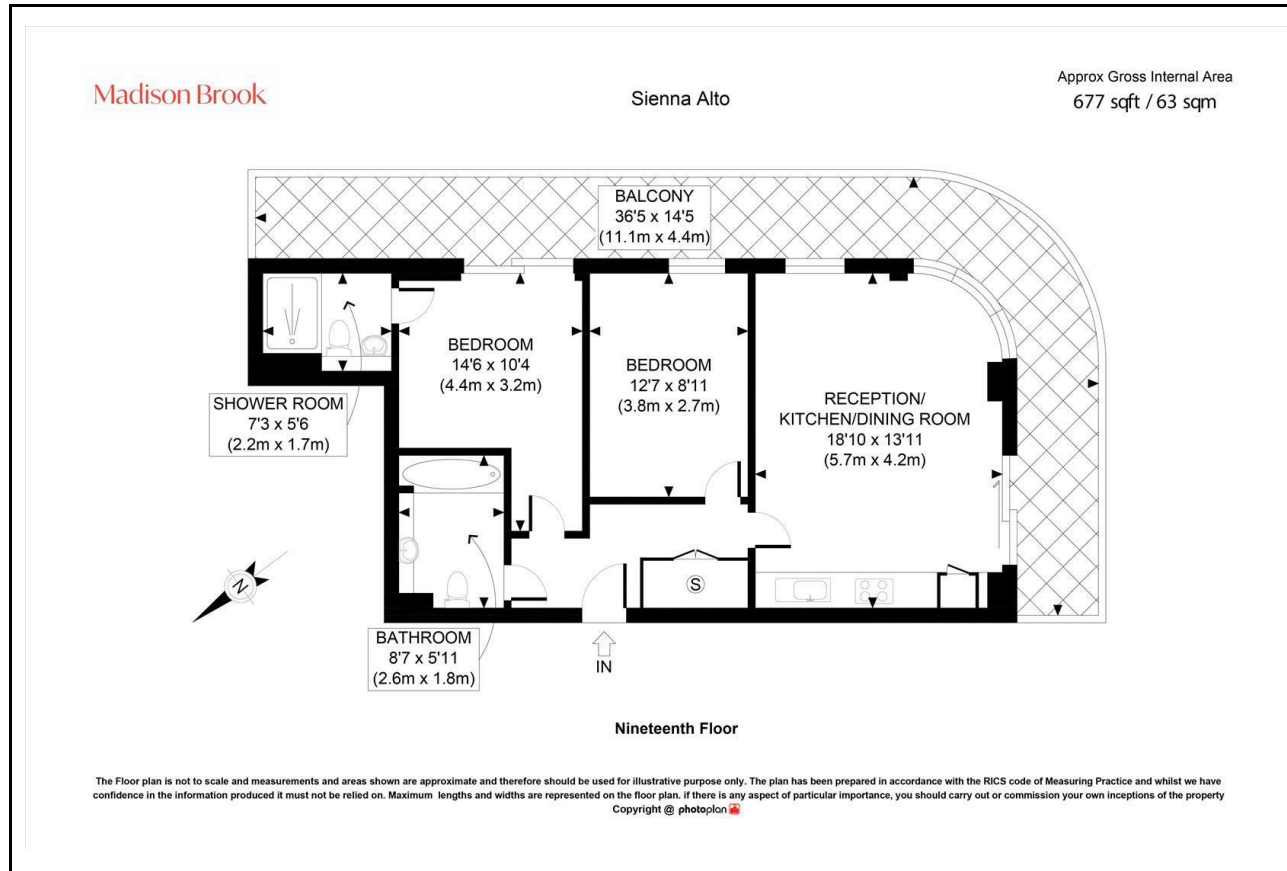 Madison Brook
Sienna Alto
Approx Gross Internal Area
677 sqft / 63 sqm
BALCONY
36'5 x 14'5
(11.1m x 4.4m)
BEDROOM
14'6 x 10'4
(4.4m x 3.2m)
BEDROOM
12'7 x 8'11
(3.8m x 2.7m)
RECEPTION/
KITCHEN/DINING ROOM
18'10 x 13'11
(5.7m x 4.2m)
SHOWER ROOM
7'3 x 5'6
(2.2m x 1.7m)
N
S
BATHROOM
8'7 x 5'11
(2.6m x 1.8m)
IN
Nineteenth Floor
The Floor plan is not to scale and measurements and areas shown are approximate and therefore should be used for illustrative purpose only. The plan has been prepared in accordance with the RICS code of Measuring Practice and whilst we have
confidence in the information produced it must not be relied on. Maximum lengths and widths are represented on the floor plan. if there is any aspect of particular importance, you should carry out or commission your own inceptions of the property
Copyright @ photoplan